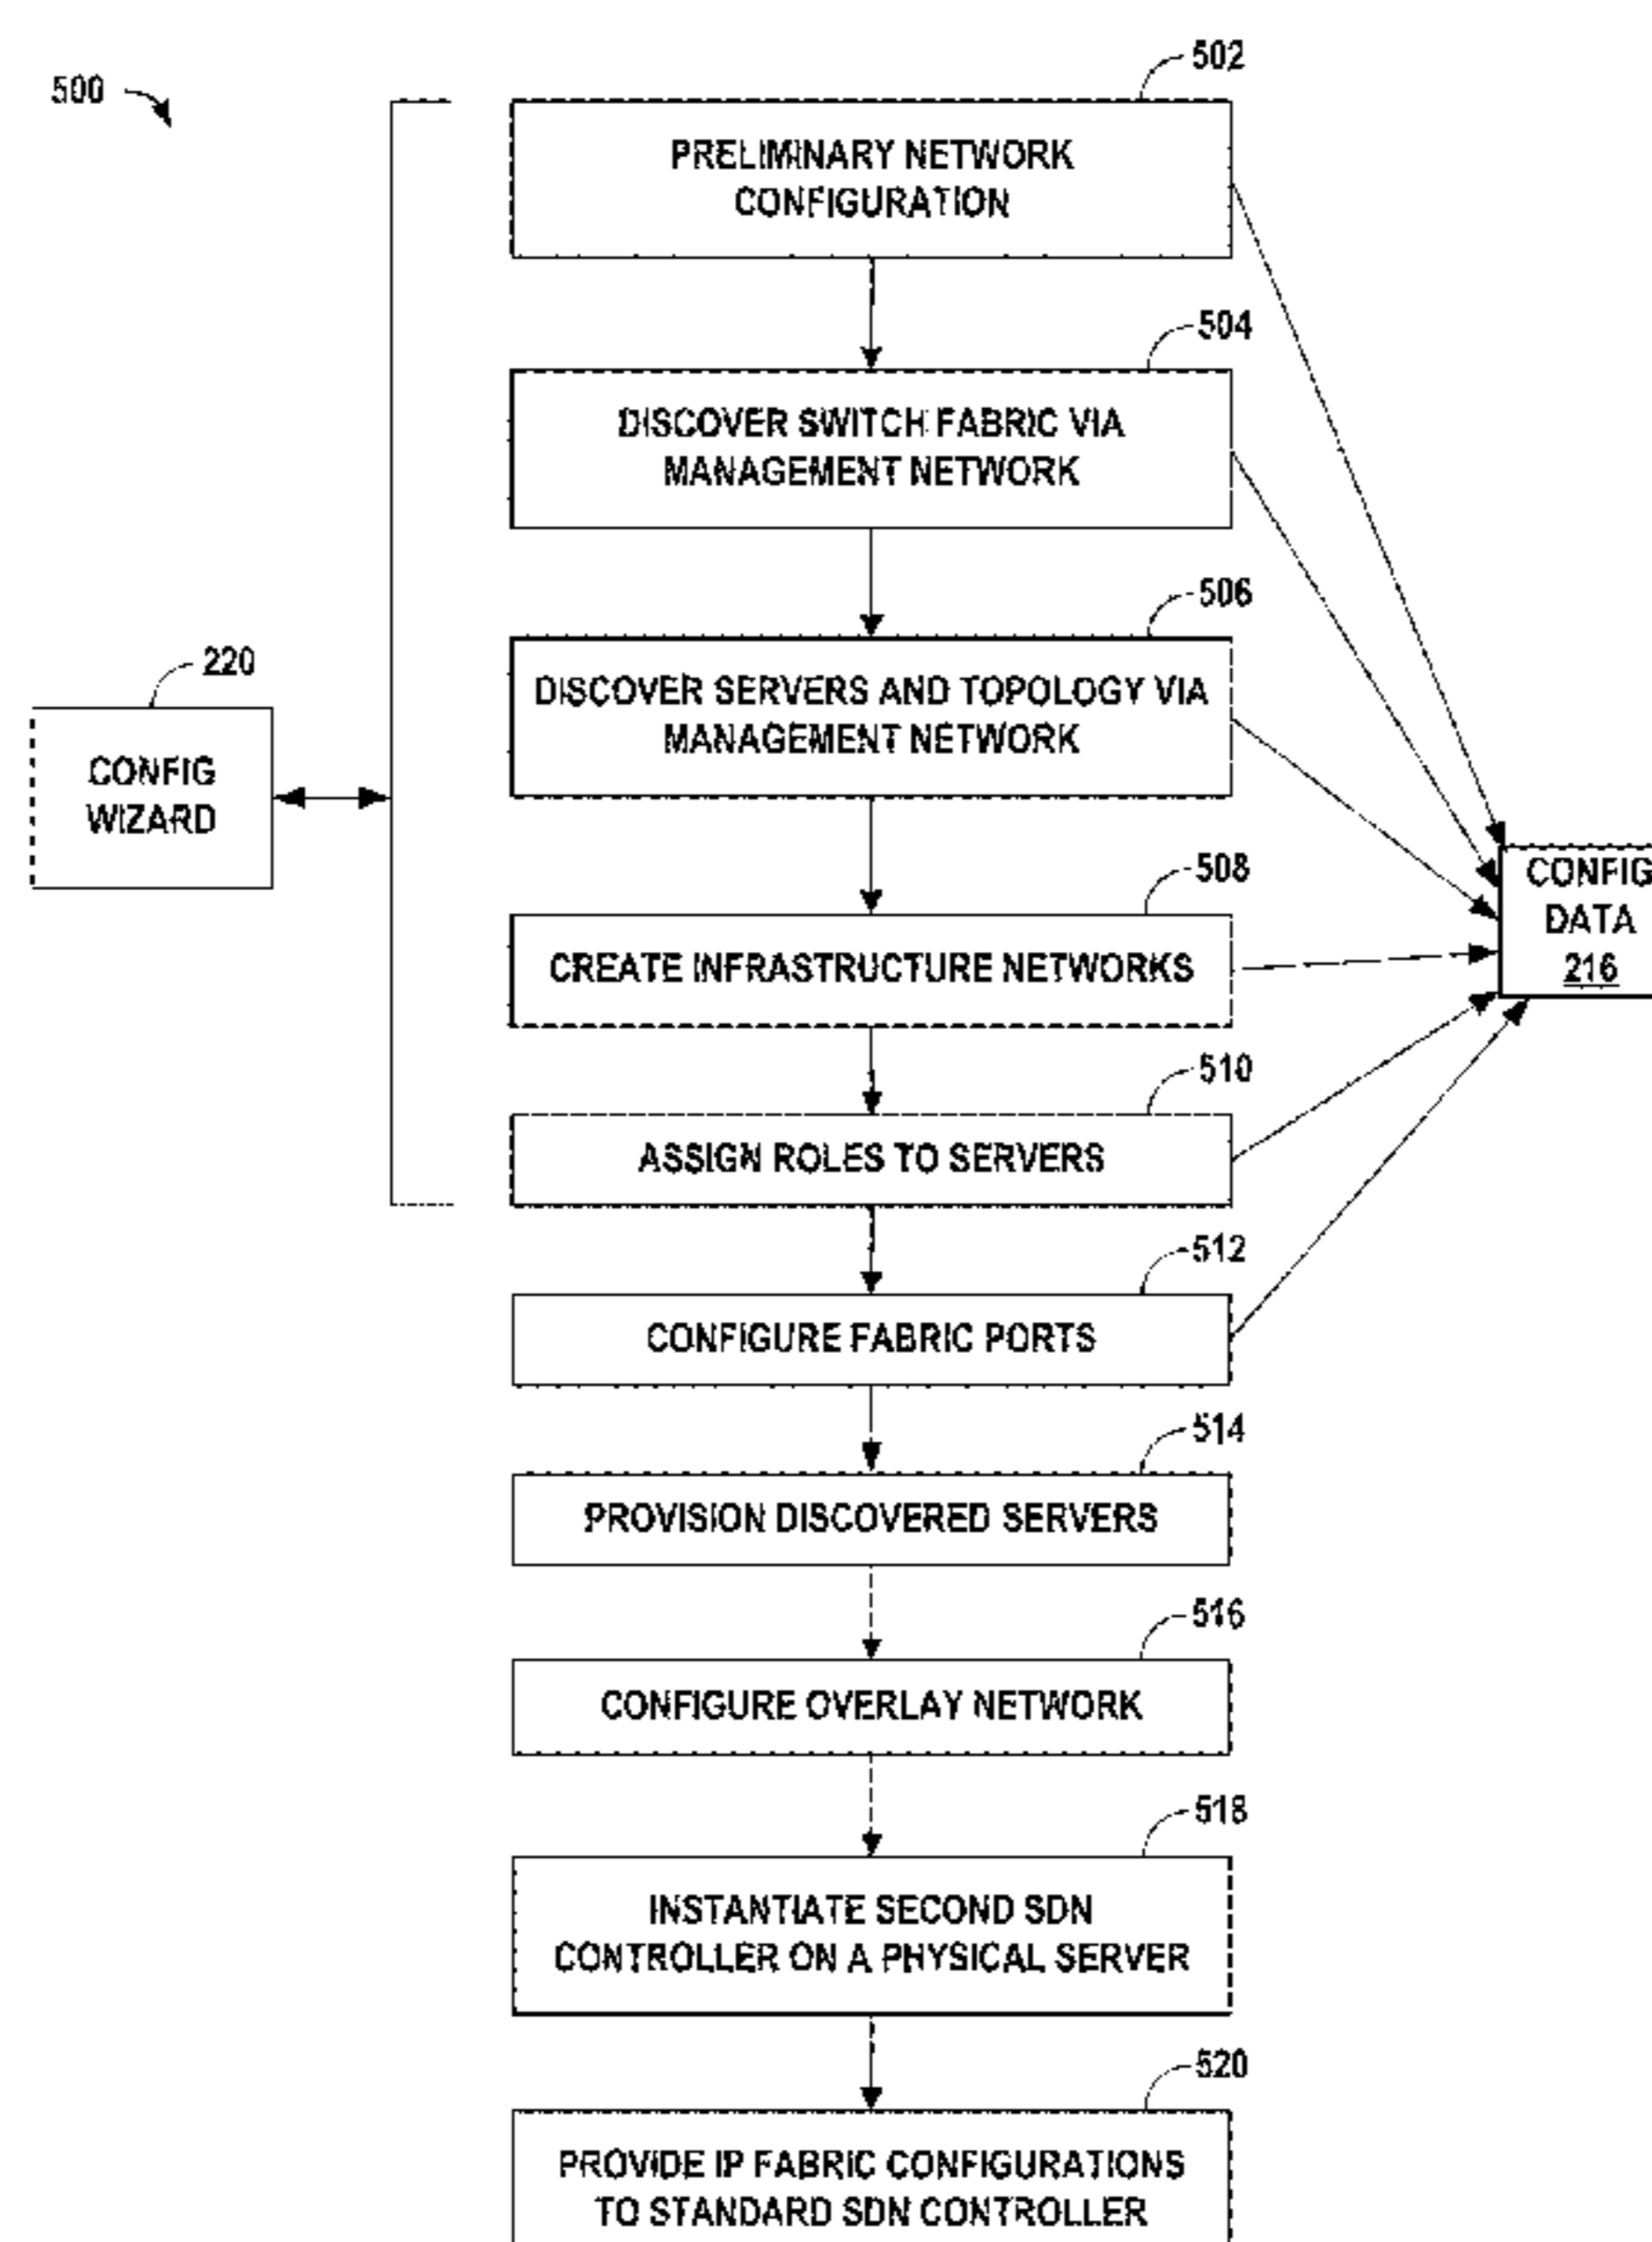 500
502
PRELIMINARY NETWORK
CONFIGURATION
504
DISCOVER SWITCH FABRIC VIA
MANAGEMENT NETWORK
506
DISCOVER SERVERS AND TOPOLOGY VIA
MANAGEMENT NETWORK
220
CONFIG
WIZARD
508
CREATE INFRASTRUCTURE NETWORKS
CONFIG
DATA
216
510
ASSIGN ROLES TO SERVERS
512
CONFIGURE FABRIC PORTS
514
PROVISION DISCOVERED SERVERS
516
CONFIGURE OVERLAY NETWORK
518
INSTANTIATE SECOND SDN
CONTROLLER ON A PHYSICAL SERVER
520
PROVIDE IP FABRIC CONFIGURATIONS
TO STANDARD SDN CONTROLLER